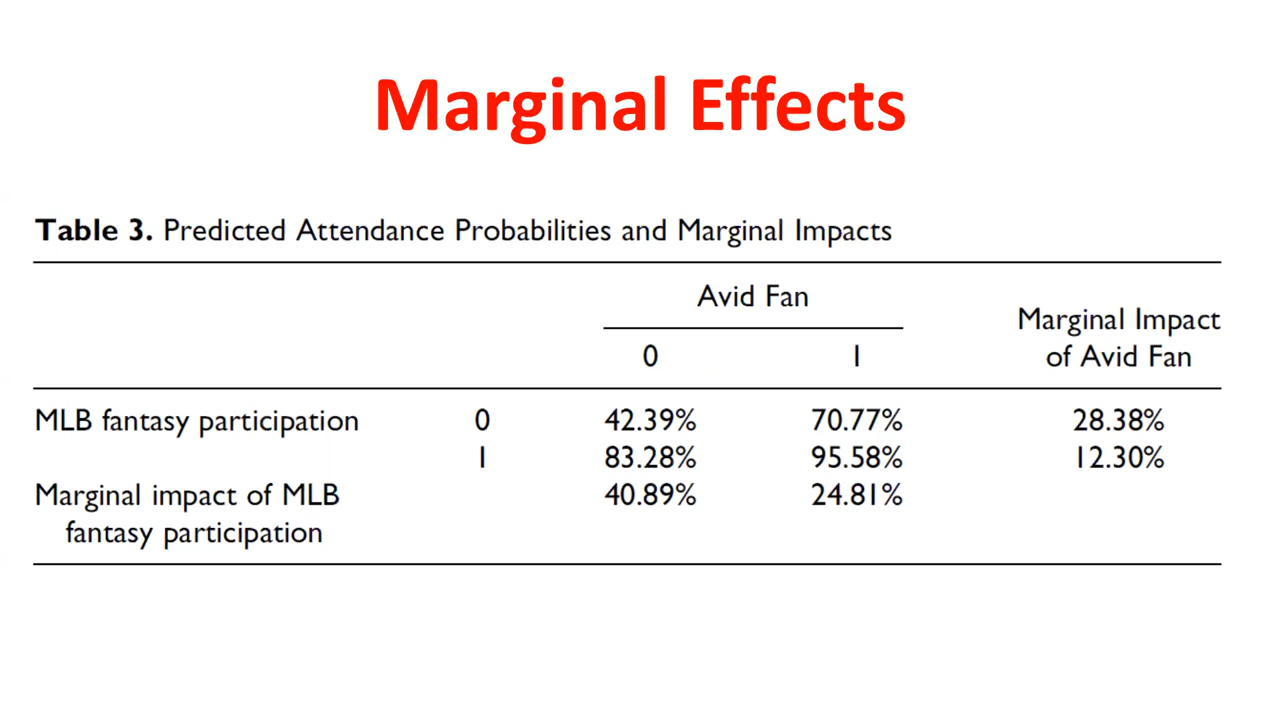 Marginal Effects
Table 3. Predicted Attendance Probabilities and Marginal Impacts
Avid Fan
Marginal Impact
of Avid Fan
0 1
MLB fantasy participation 0 42.39% 70.77% 28.38%
1 83.28% 95.58% 12.30%
Marginal impact of MLB 40.89% 24.81%
fantasy participation